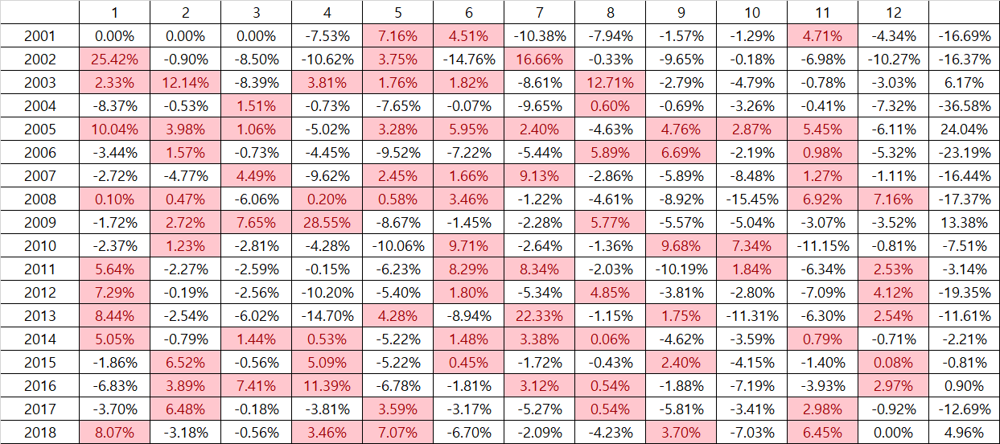 1 2 3 4 5 6 7 8 9 10 11 12
2001 0.00% 0.00% 0.00% -7.53% 7.16% 4.51% -10.38% -7.94% -1.57% -1.29% 4.71% -4.34% -16.69%
2002 25.42% -0.90% -8.50% -10.62% 3.75% -14.76% 16.66% -0.33% -9.65% -0.18% -6.98% -10.27% -16.37%
2003 2.33% 12.14% -8.39% 3.81% 1.76% 1.82% -8.61% 12.71% -2.79% -4.79% -0.78% -3.03% 6.17%
2004 -8.37% -0.53% 1.51% -0.73% -7.65% -0.07% -9.65% 0.60% -0.69% -3.26% -0.41% -7.32% -36.58%
2005 10.04% 3.98% 1.06% -5.02% 3.28% 5.95% 2.40% -4.63% 4.76% 2.87% 5.45% -6.11% 24.04%
2006 -3.44% 1.57% -0.73% -4.45% -9.52% -7.22% -5.44% 5.89% 6.69% -2.19% 0.98% -5.32% -23.19%
2007 -2.72% -4.77% 4.49% -9.62% 2.45% 1.66% 9.13% -2.86% -5.89% -8.48% 1.27% -1.11% -16.44%
2008 0.10% 0.47% -6.06% 0.20% 0.58% 3.46% -1.22% -4.61% -8.92% -15.45% 6.92% 7.16% -17.37%
2009 -1.72% 2.72% 7.65% 28.55% -8.67% -1.45% -2.28% 5.77% -5.57% -5.04% -3.07% -3.52% 13.38%
2010 -2.37% 1.23% -2.81% -4.28% -10.06% 9.71% -2.64% -1.36% 9.68% 7.34% -11.15% -0.81% -7.51%
2011 5.64% -2.27% -2.59% -0.15% -6.23% 8.29% 8.34% -2.03% -10.19% 1.84% -6.34% 2.53% -3.14%
2012 7.29% -0.19% -2.56% -10.20% -5.40% 1.80% -5.34% 4.85% -3.81% -2.80% -7.09% 4.12% -19.35%
2013 8.44% -2.54% -6.02% -14.70% 4.28% -8.94% 22.33% -1.15% 1.75% -11.31% -6.30% 2.54% -11.61%
2014 5.05% -0.79% 1.44% 0.53% -5.22% 1.48% 3.38% 0.06% -4.62% -3.59% 0.79% -0.71% -2.21%
2015 -1.86% 6.52% -0.56% 5.09% -5.22% 0.45% -1.72% -0.43% 2.40% -4.15% -1.40% 0.08% -0.81%
2016 -6.83% 3.89% 7.41% 11.39% -6.78% -1.81% 3.12% 0.54% -1.88% -7.19% -3.93% 2.97% 0.90%
2017 -3.70% 6.48% -0.18% -3.81% 3.59% -3.17% -5.27% 0.54% -5.81% -3.41% 2.98% -0.92% -12.69%
2018 8.07% -3.18% -0.56% 3.46% 7.07% -6.70% -2.09% -4.23% 3.70% -7.03% 6.45% 0.00% 4.96%